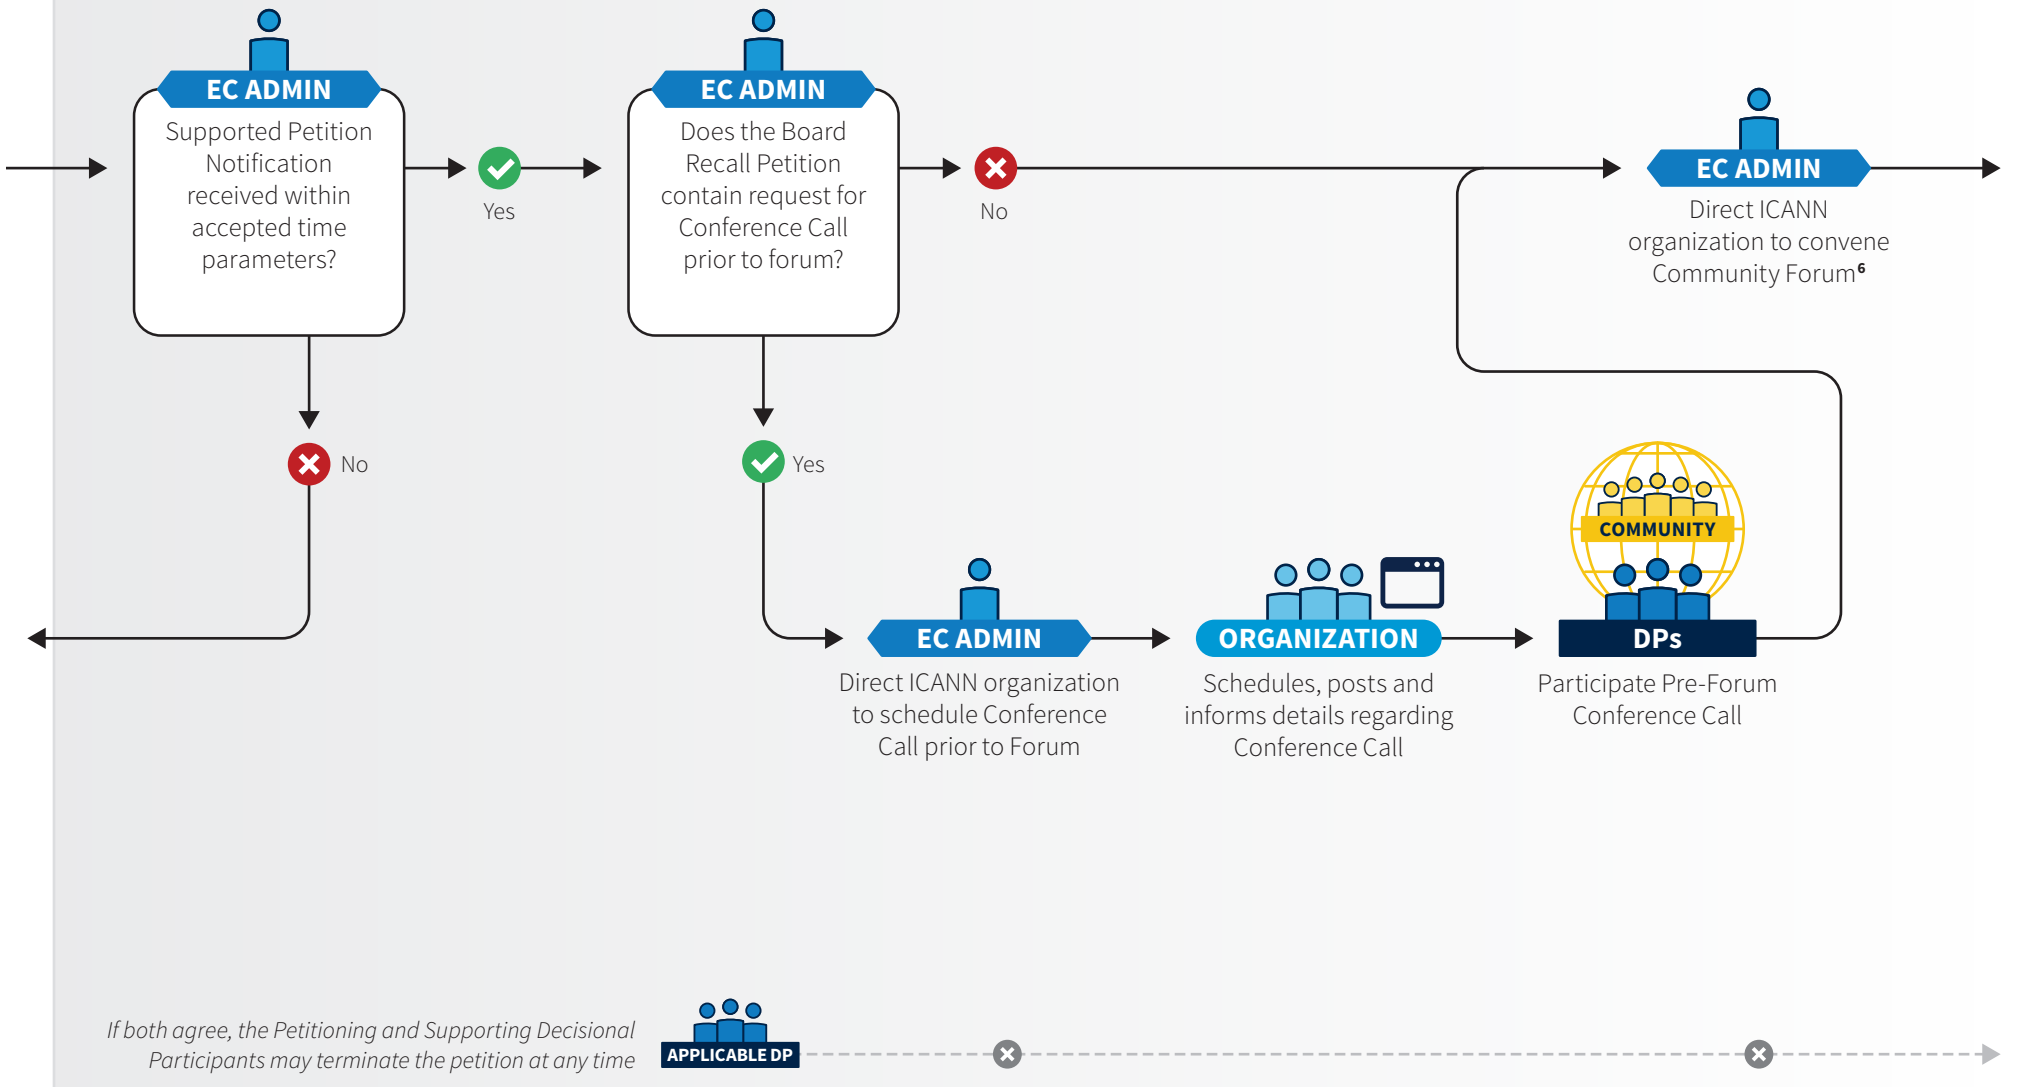 EC ADMIN
Supported Petition
Notification
received within
accepted time
parameters?
Yes
No
EC ADMIN
Does the Board
Recall Petition
contain request for
Conference Call
prior to forum?
No
Yes
EC ADMIN
Direct ICANN
organization to convene
Community Forum⁶
EC ADMIN
Direct ICANN organization
to schedule Conference
Call prior to Forum
ORGANIZATION
Schedules, posts and
informs details regarding
Conference Call
COMMUNITY
DPs
Participate Pre-Forum
Conference Call
If both agree, the Petitioning and Supporting Decisional
Participants may terminate the petition at any time
APPLICABLE DP